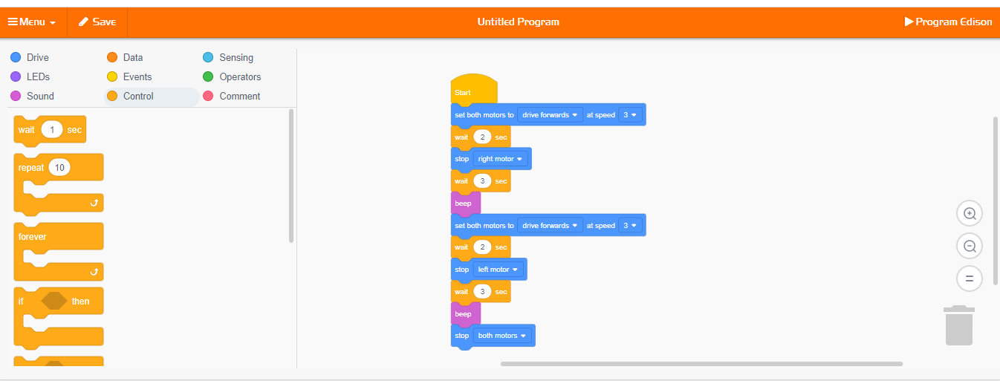 Menu Save Untitled Program Program Edison
Drive Data Sensing
LEDs Events Operators
Sound Control Comment
wait 1 sec
repeat 10
forever
if then
Start
set both motors to drive forwards at speed 3
wait 2 sec
stop right motor
wait 3 sec
beep
set both motors to drive forwards at speed 3
wait 2 sec
stop left motor
wait 3 sec
beep
stop both motors